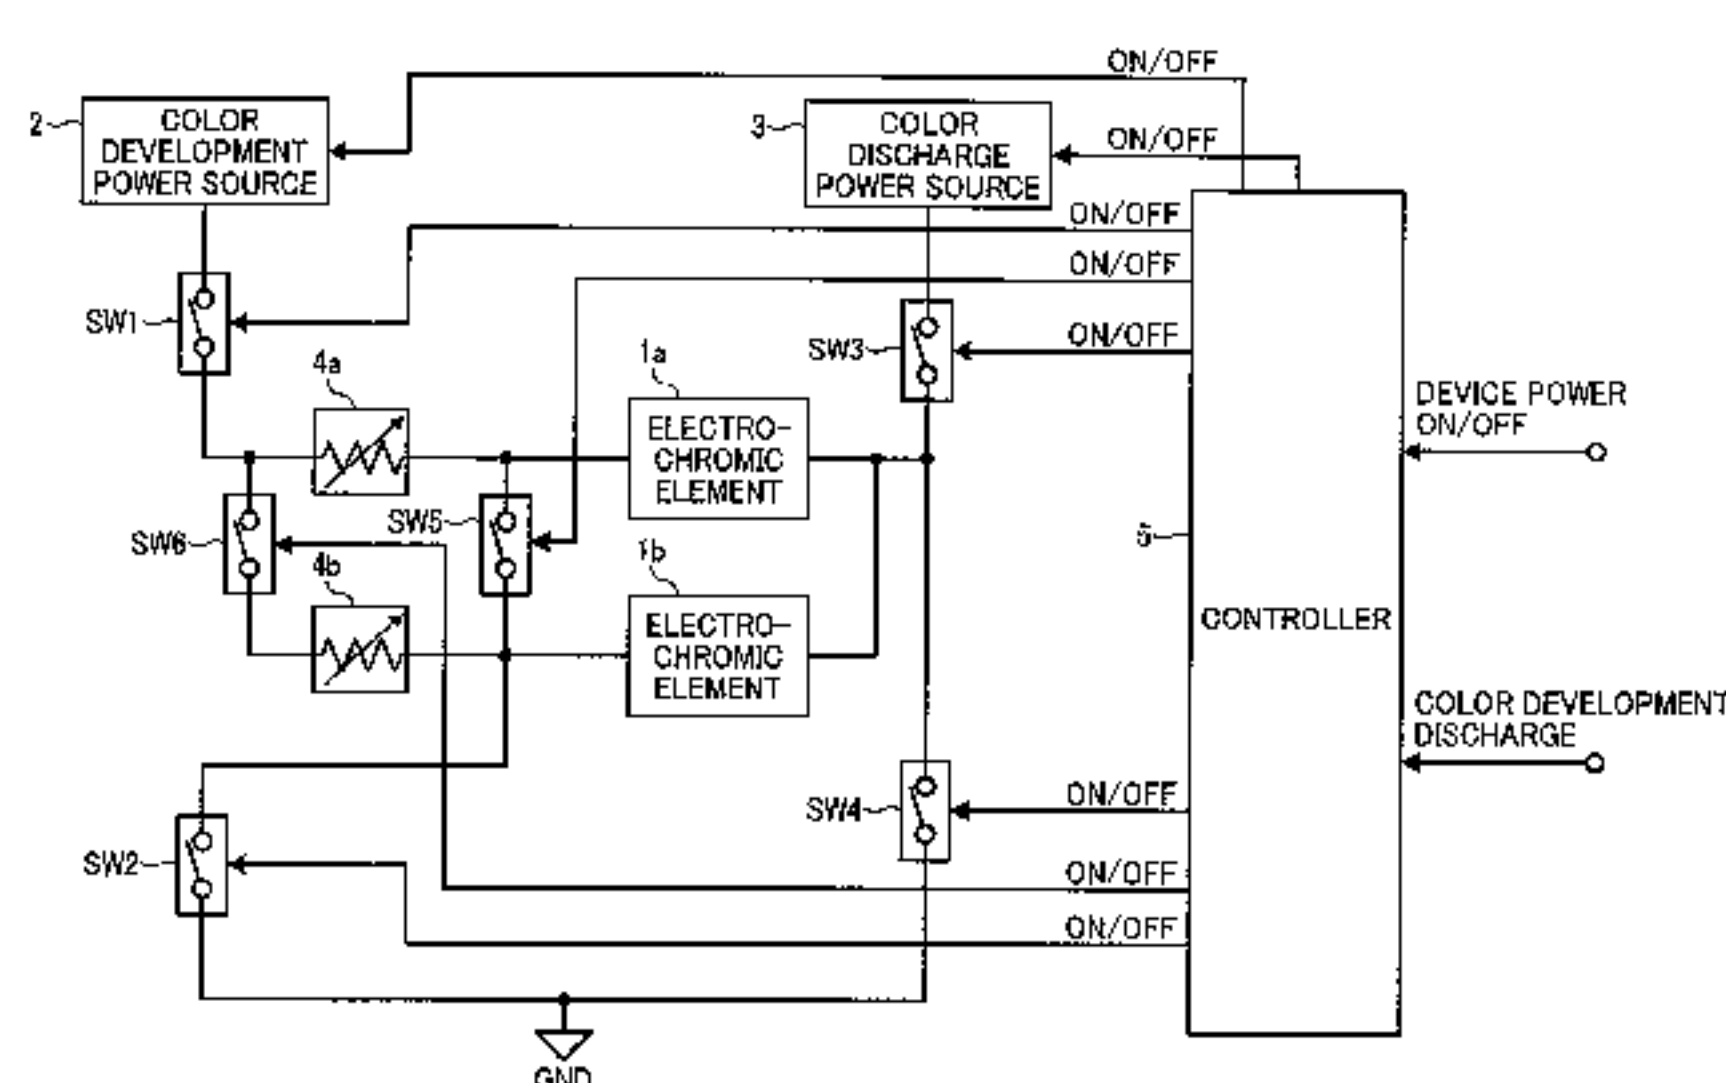 ON/OFF
2
COLOR
DEVELOPMENT
POWER SOURCE
3
COLOR
DISCHARGE
POWER SOURCE
ON/OFF
ON/OFF
ON/OFF
SW1
SW3
ON/OFF
4a
1a
ELECTRO-
CHROMIC
ELEMENT
DEVICE POWER
ON/OFF
SW6
SW5
5
4b
1b
ELECTRO-
CHROMIC
ELEMENT
CONTROLLER
COLOR DEVELOPMENT
DISCHARGE
SW4
ON/OFF
SW2
ON/OFF
ON/OFF
GND